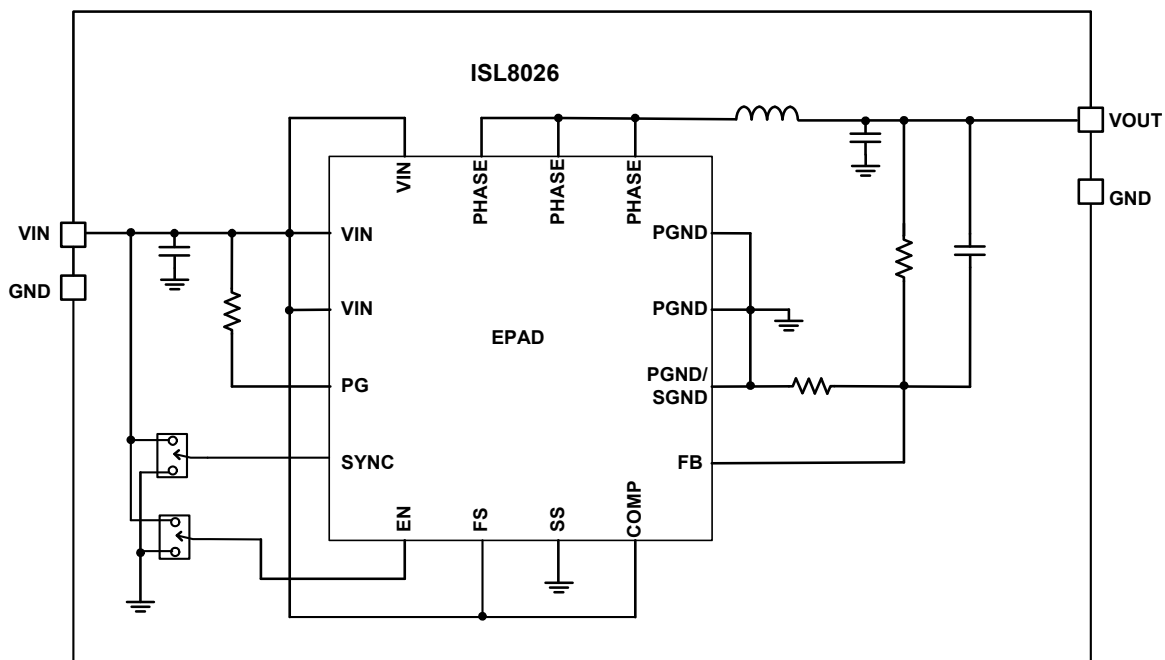 ISL8026
VOUT
GND
VIN
GND
VIN
PHASE
PHASE
PHASE
VIN
VIN
PG
SYNC
EPAD
PGND
PGND
PGND/
SGND
FB
EN
FS
SS
COMP